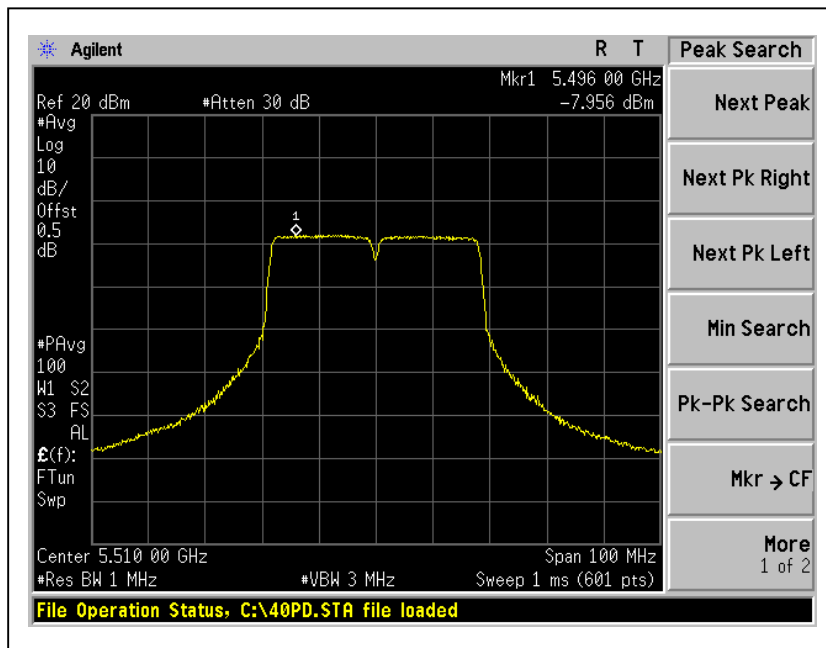 Agilent R T Peak Search
Mkr1 5.496 00 GHz
Ref 20 dBm #Atten 30 dB -7.956 dBm
#Avg
Log
10
dB/
Offst
0.5
dB
1
#PAvg
100
W1 S2
S3 FS
AL
£(f):
FTun
Swp
Center 5.510 00 GHz Span 100 MHz
#Res BW 1 MHz #VBW 3 MHz Sweep 1 ms (601 pts)
File Operation Status, C:\40PD.STA file loaded
Next Peak
Next Pk Right
Next Pk Left
Min Search
Pk-Pk Search
Mkr → CF
More
1 of 2